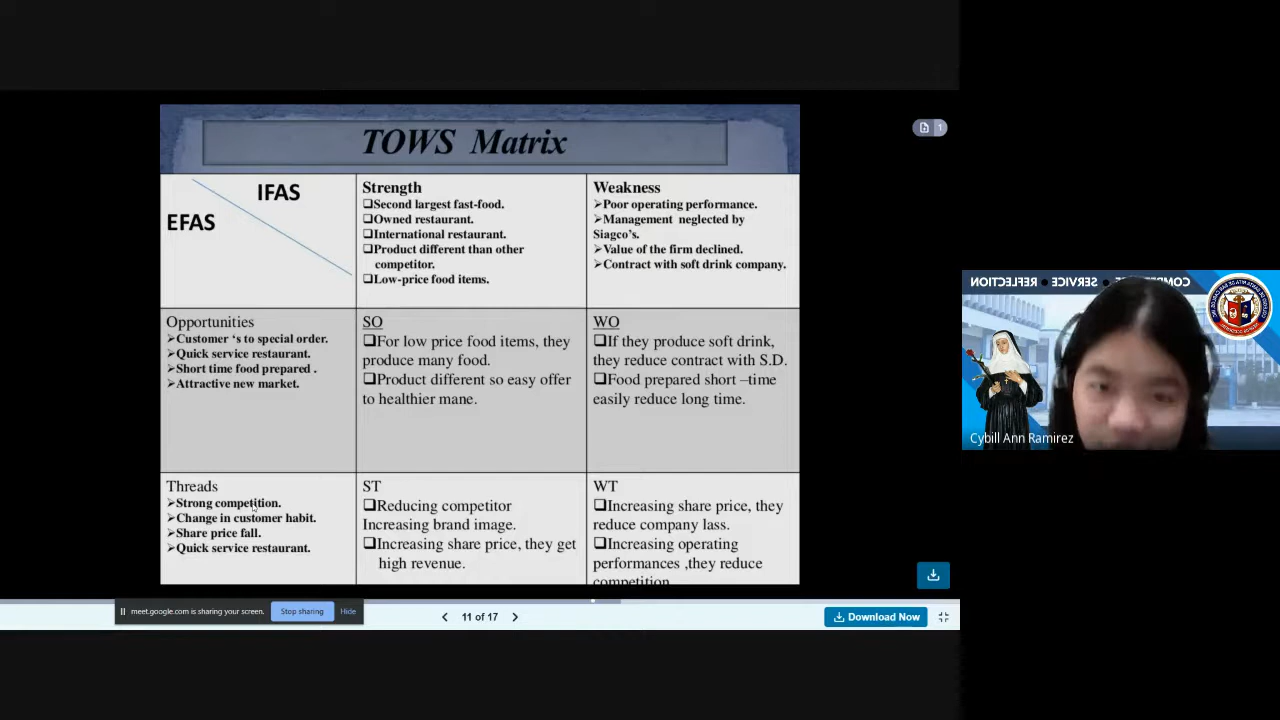 TOWS Matrix
IFAS
EFAS
Strength
❑Second largest fast-food.
❑Owned restaurant.
❑International restaurant.
❑Product different than other
competitor.
❑Low-price food items.
Weakness
➢Poor operating performance.
➢Management neglected by
Siagco's.
➢Value of the firm declined.
➢Contract with soft drink company.
Opportunities
➢Customer 's to special order.
➢Quick service restaurant.
➢Short time food prepared .
➢Attractive new market.
SO
❑For low price food items, they
produce many food.
❑Product different so easy offer
to healthier mane.
WO
❑If they produce soft drink,
they reduce contract with S.D.
❑Food prepared short –time
easily reduce long time.
Threads
➢Strong competition.
➢Change in customer habit.
➢Share price fall.
➢Quick service restaurant.
ST
❑Reducing competitor
Increasing brand image.
❑Increasing share price, they get
high revenue.
WT
❑Increasing share price, they
reduce company lass.
❑Increasing operating
performances ,they reduce
competition
1
meet.google.com is sharing your screen.
Stop sharing
Hide
11 of 17
Download Now
SERVICE ● REFLECTION
Cybill Ann Ramirez